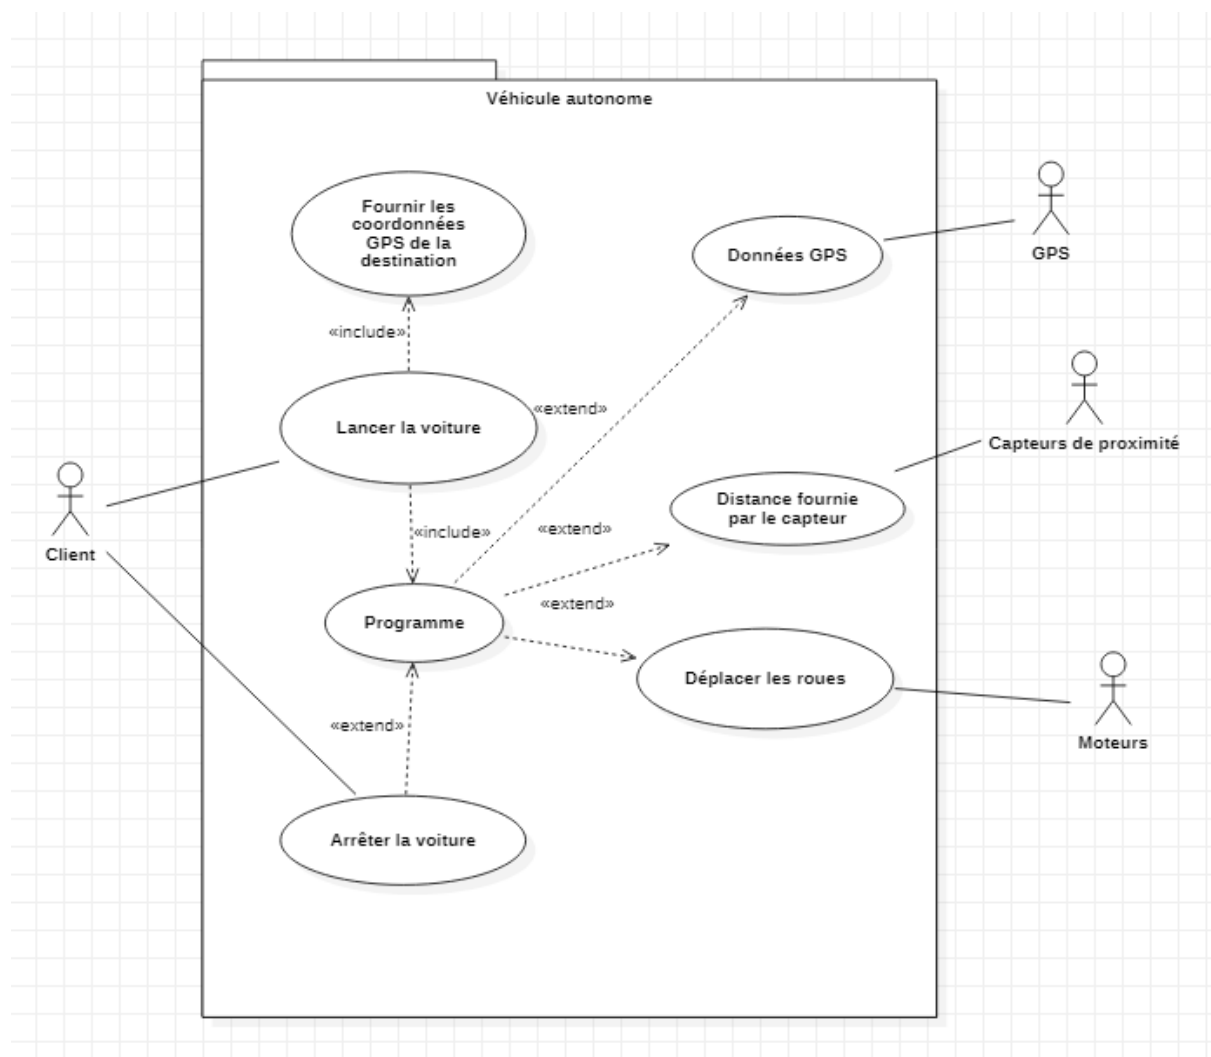 Véhicule autonome
Fournir les
coordonnées
GPS de la
destination
Données GPS
GPS
«include»
Lancer la voiture
«extend»
Capteurs de proximité
Client
«include»
Distance fournie
par le capteur
«extend»
«extend»
Programme
Déplacer les roues
Moteurs
«extend»
Arrêter la voiture